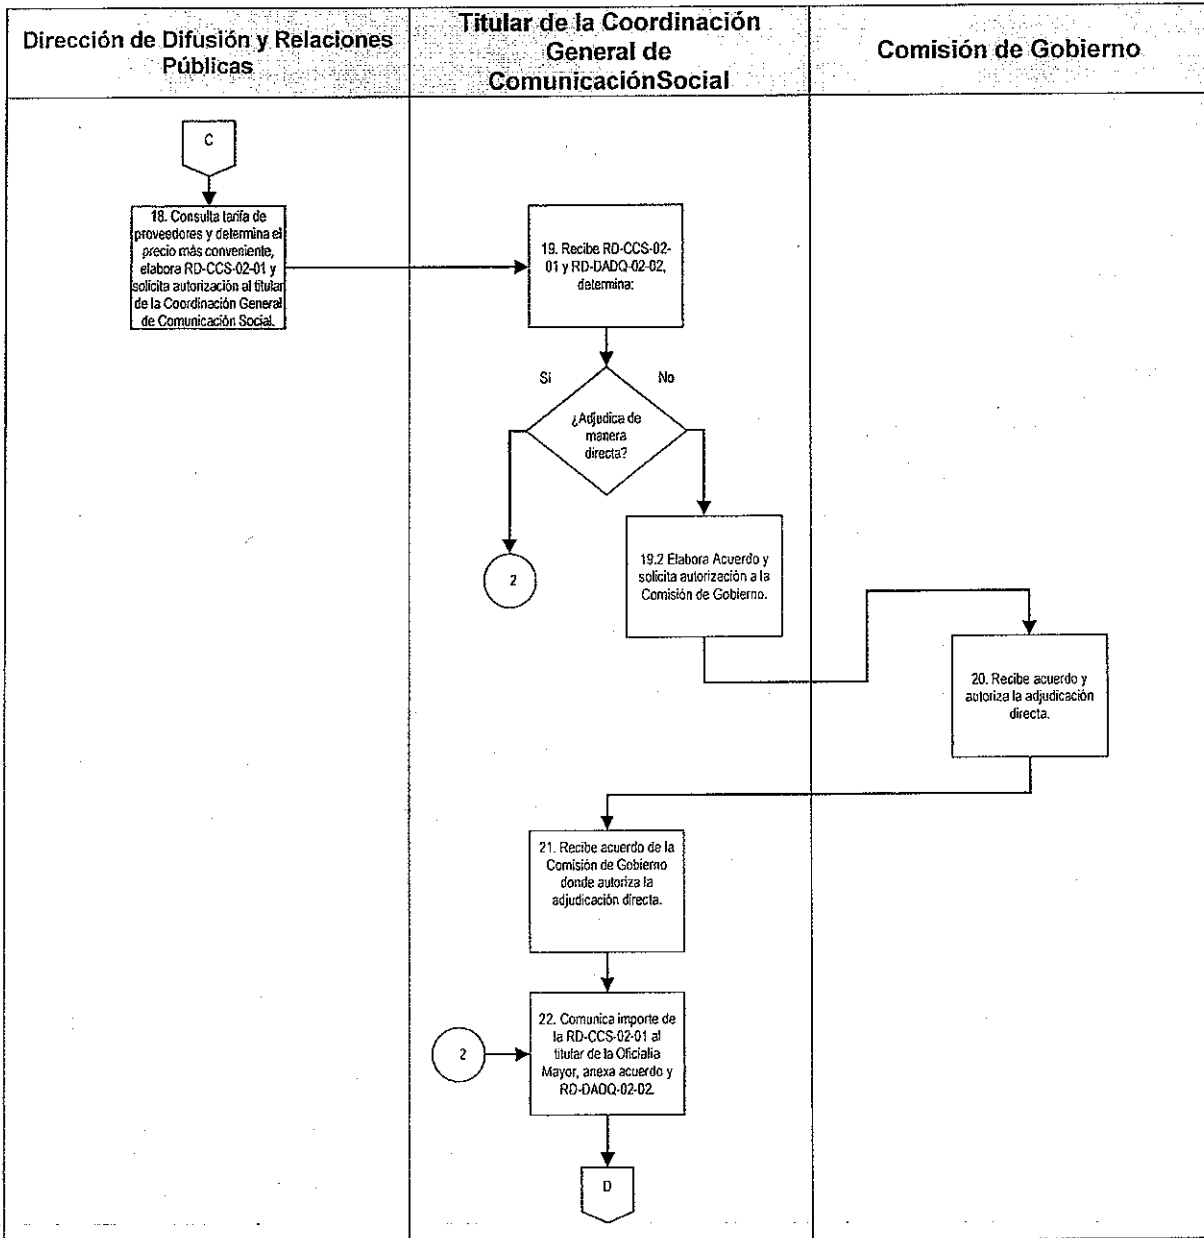 Dirección de Difusión y Relaciones
Públicas
Titular de la Coordinación
General de
ComunicaciónSocial
Comisión de Gobierno
C
18. Consulta tarifa de
proveedores y determina el
precio más conveniente,
elabora RD-CCS-02-01 y
solicita autorización al titular
de la Coordinación General
de Comunicación Social.
19. Recibe RD-CCS-02-
01 y RD-DADQ-02-02,
determina:
Si
No
¿Adjudica de
manera
directa?
2
19.2 Elabora Acuerdo y
solicita autorización a la
Comisión de Gobierno.
20. Recibe acuerdo y
autoriza la adjudicación
directa.
21. Recibe acuerdo de la
Comisión de Gobierno
donde autoriza la
adjudicación directa.
2
22. Comunica importe de
la RD-CCS-02-01 al
titular de la Oficialia
Mayor, anexa acuerdo y
RD-DADQ-02-02.
D